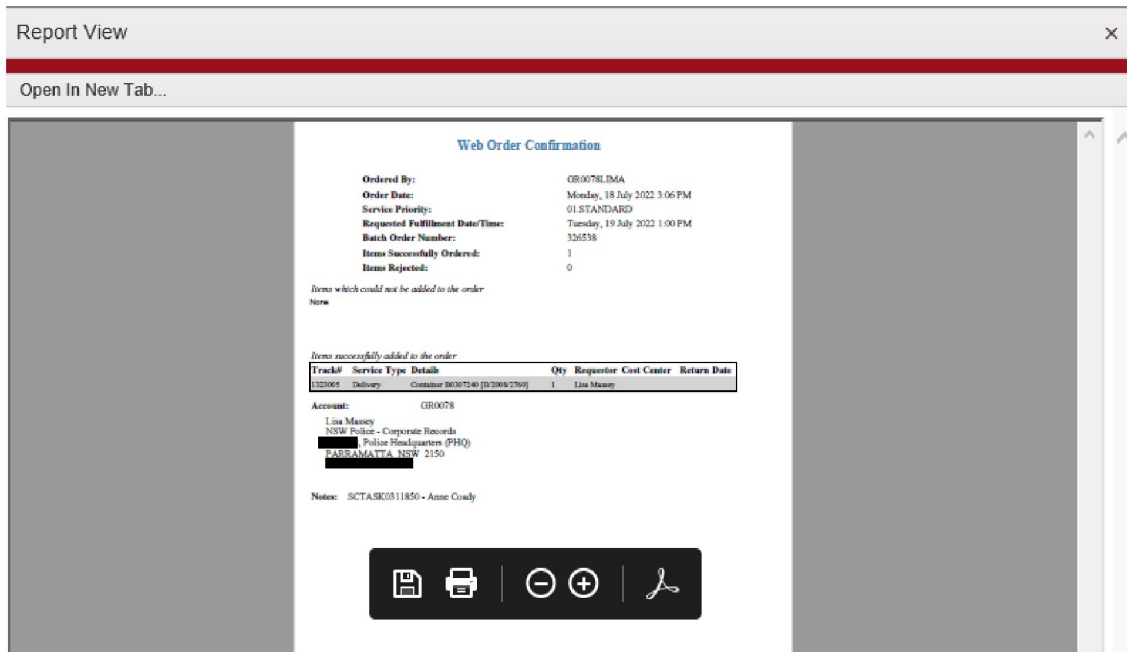 Report View
Open In New Tab...
Web Order Confirmation
Ordered By: GR0078LIMA
Order Date: Monday, 18 July 2022 3:06 PM
Service Priority: 01.STANDARD
Requested Fulfillment Date/Time: Tuesday, 19 July 2022 1:00 PM
Batch Order Number: 326538
Items Successfully Ordered: 1
Items Rejected: 0
Items which could not be added to the order
None
Items successfully added to the order
Track# Service Type Details Qty Requestor Cost Center Return Date
1323005 Delivery Container B0307240 [B/2008/2760] 1 Lisa Massey
Account: GR0078
Lisa Massey
NSW Police - Corporate Records
, Police Headquarters (PHQ)
PARRAMATTA NSW 2150
Notes: SCTASK0311850 - Anne Coady